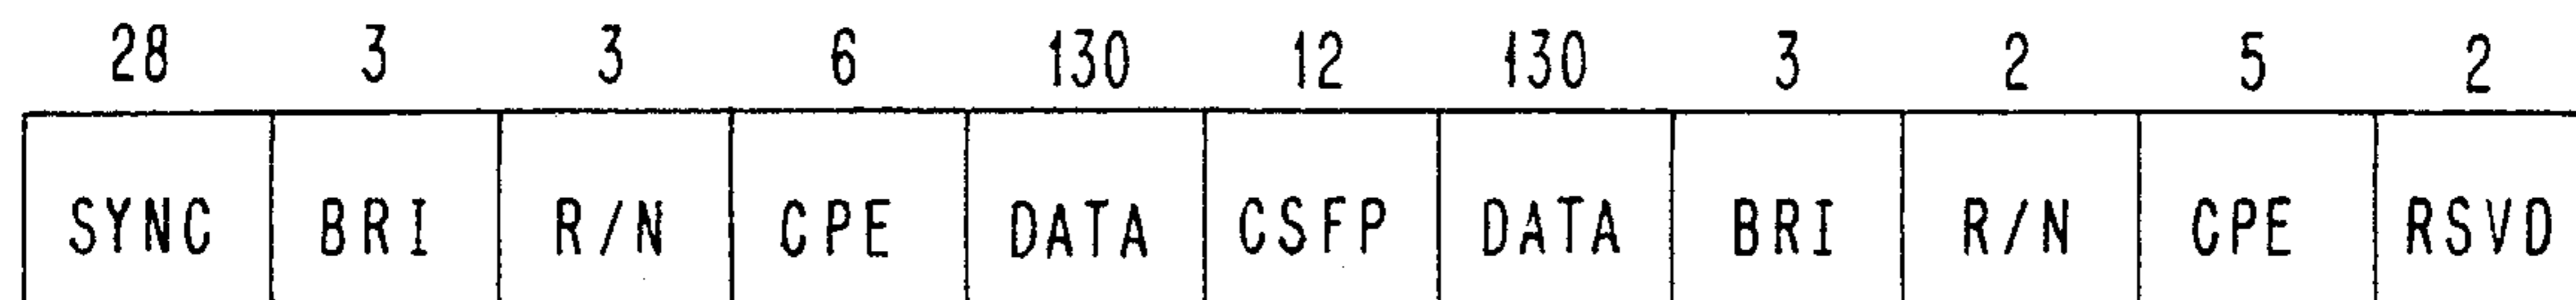 28 3 3 6 130 12 130 3 2 5 2
SYNC BRI R/N CPE DATA CSFP DATA BRI R/N CPE RSVD